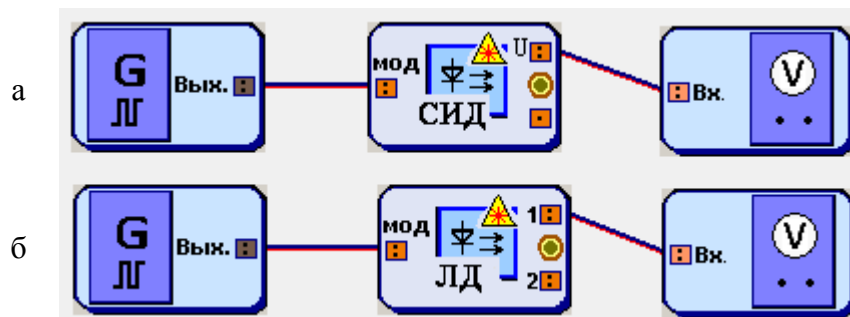 а
G Вых. мод СИД U Вх. V
б
G Вых. мод ЛД 1 2 Вх. V